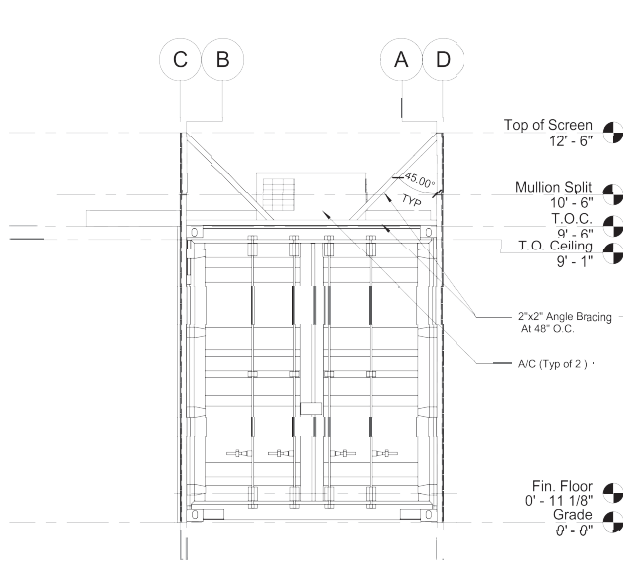 C B A D
Top of Screen
12' - 6"
45.00°
TYP
Mullion Split
10' - 6"
T.O.C.
9' - 6"
T.O. Ceiling
9' - 1"
2"x2" Angle Bracing
At 48" O.C.
A/C (Typ of 2 )
Fin. Floor
0' - 11 1/8"
Grade
0' - 0"